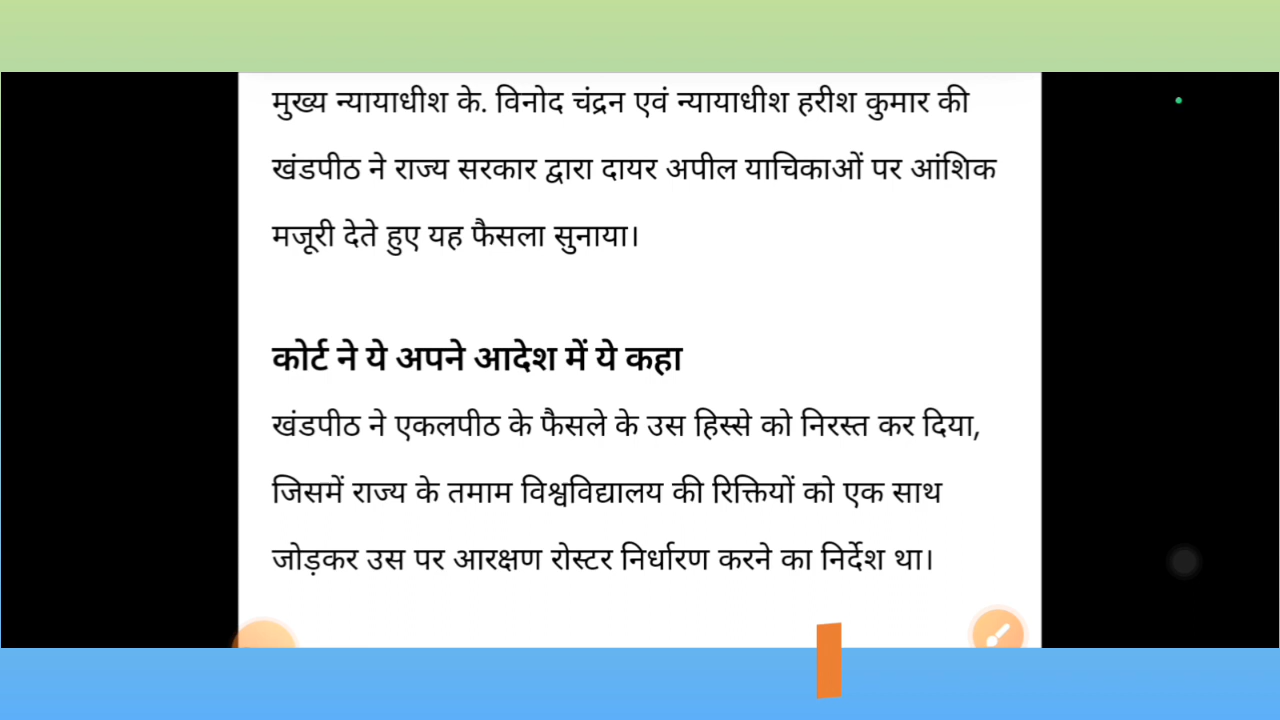 मुख्य न्यायाधीश के. विनोद चंद्रन एवं न्यायाधीश हरीश कुमार की
खंडपीठ ने राज्य सरकार द्वारा दायर अपील याचिकाओं पर आंशिक
मजूरी देते हुए यह फैसला सुनाया।
कोर्ट ने ये अपने आदेश में ये कहा
खंडपीठ ने एकलपीठ के फैसले के उस हिस्से को निरस्त कर दिया,
जिसमें राज्य के तमाम विश्वविद्यालय की रिक्तियों को एक साथ
जोड़कर उस पर आरक्षण रोस्टर निर्धारण करने का निर्देश था।